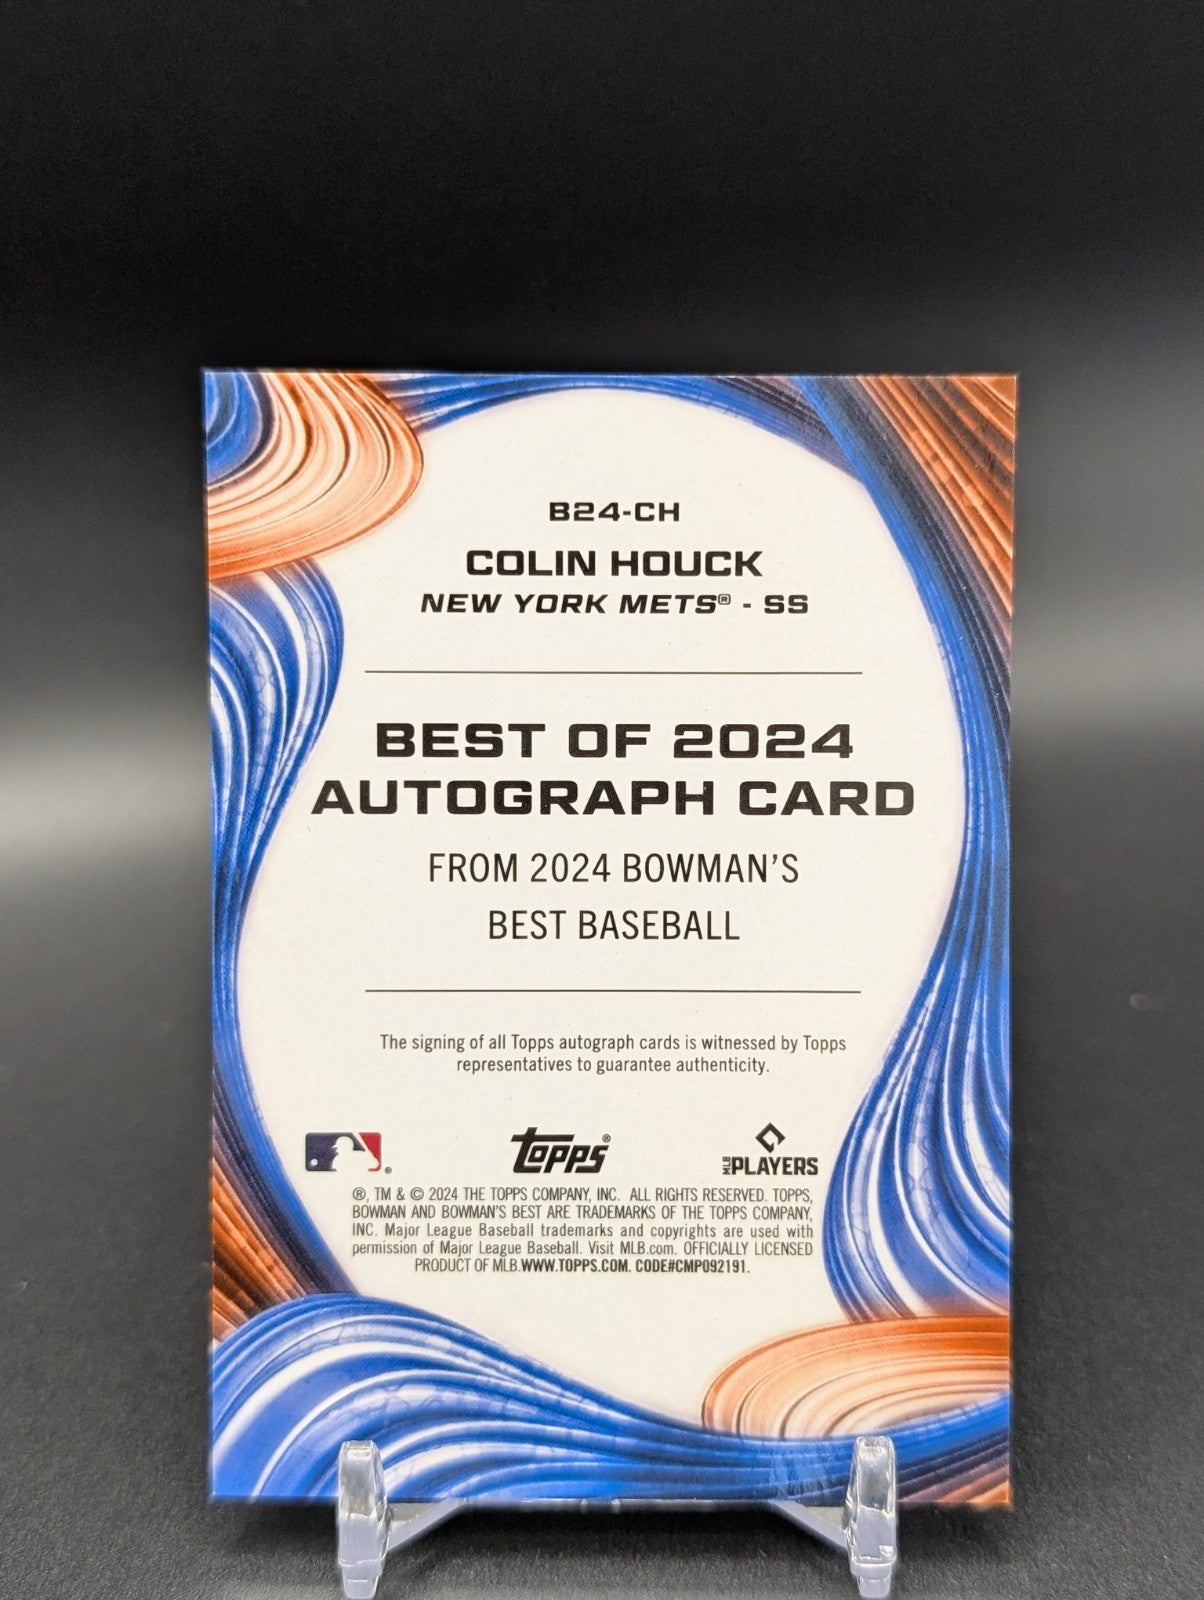 B24-CH
COLIN HOUCK
NEW YORK METS® - SS
BEST OF 2024
AUTOGRAPH CARD
FROM 2024 BOWMAN'S
BEST BASEBALL
The signing of all Topps autograph cards is witnessed by Topps
representatives to guarantee authenticity.
® topps® MLB PLAYERS
®, TM & © 2024 THE TOPPS COMPANY, INC. ALL RIGHTS RESERVED. TOPPS,
BOWMAN AND BOWMAN'S BEST ARE TRADEMARKS OF THE TOPPS COMPANY,
INC. Major League Baseball trademarks and copyrights are used with
permission of Major League Baseball. Visit MLB.com. OFFICIALLY LICENSED
PRODUCT OF MLB.WWW.TOPPS.COM. CODE#CMP092191.